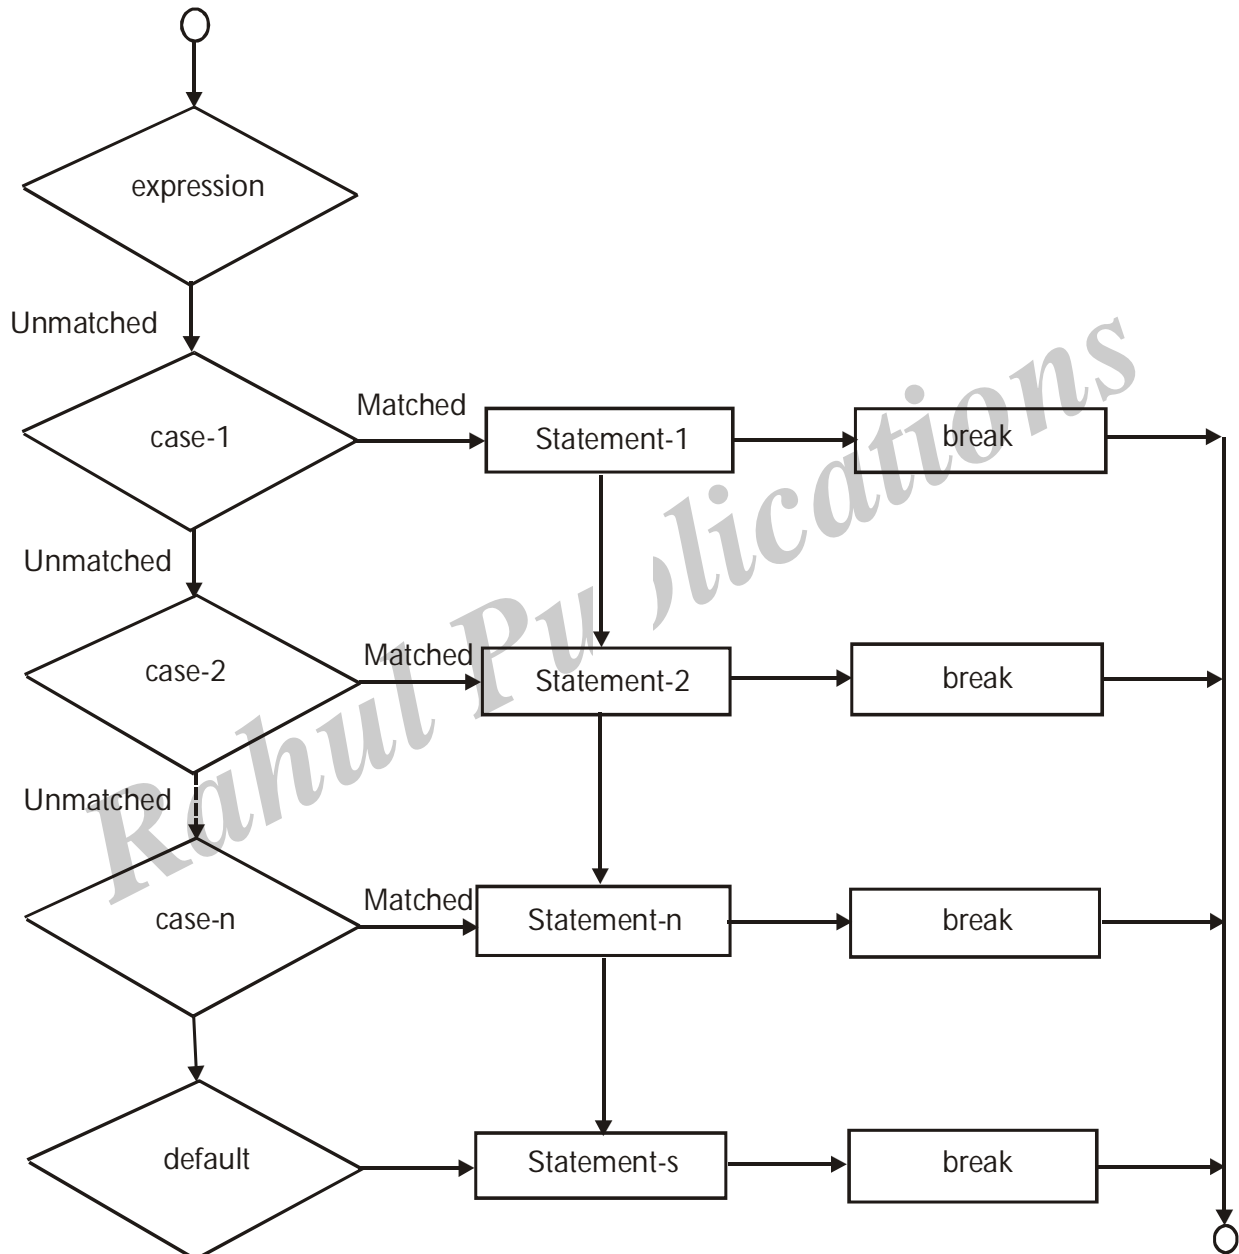 expression
Unmatched
case-1
Matched
Statement-1
break
Unmatched
case-2
Matched
Statement-2
break
Unmatched
case-n
Matched
Statement-n
break
default
Statement-s
break
Rahul Publications